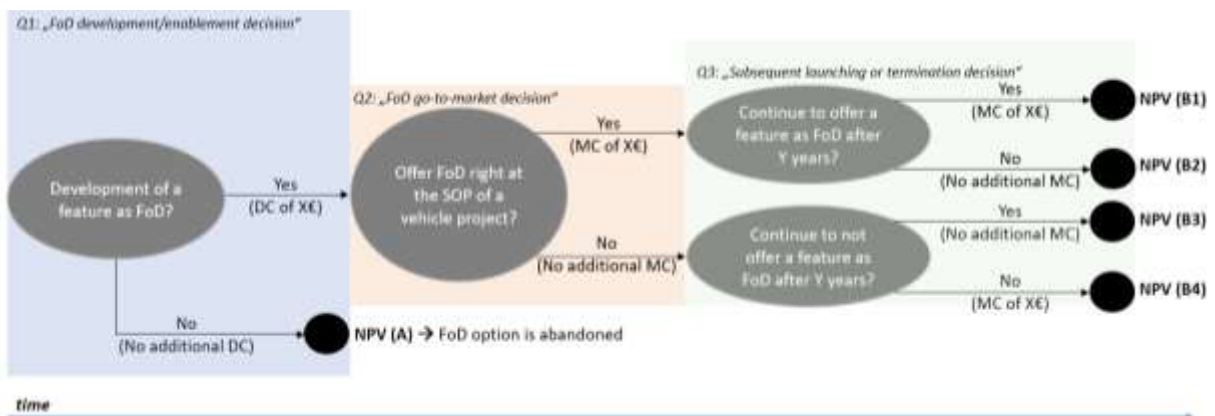 Q1: „FoD development/enablement decision"
Development of a
feature as FoD?
Yes
(DC of X€)
No
(No additional DC)
NPV (A) → FoD option is abandoned
Q2: „FoD go-to-market decision"
Offer FoD right at
the SOP of a
vehicle project?
Yes
(MC of X€)
No
(No additional MC)
Q3: „Subsequent launching or termination decision"
Continue to offer a
feature as FoD after
Y years?
Yes
(MC of X€)
NPV (B1)
No
(No additional MC)
NPV (B2)
Continue to not
offer a feature as
FoD after Y years?
Yes
(No additional MC)
NPV (B3)
No
(MC of X€)
NPV (B4)
time